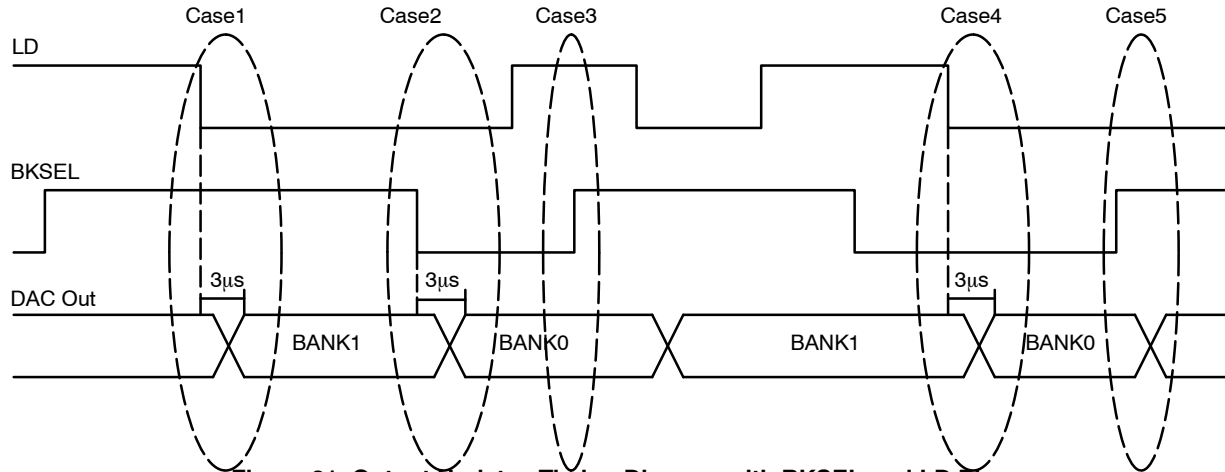 Case1 Case2 Case3 Case4 Case5
LD
BKSEL
3μs 3μs 3μs
DAC Out
BANK1 BANK0 BANK1 BANK0